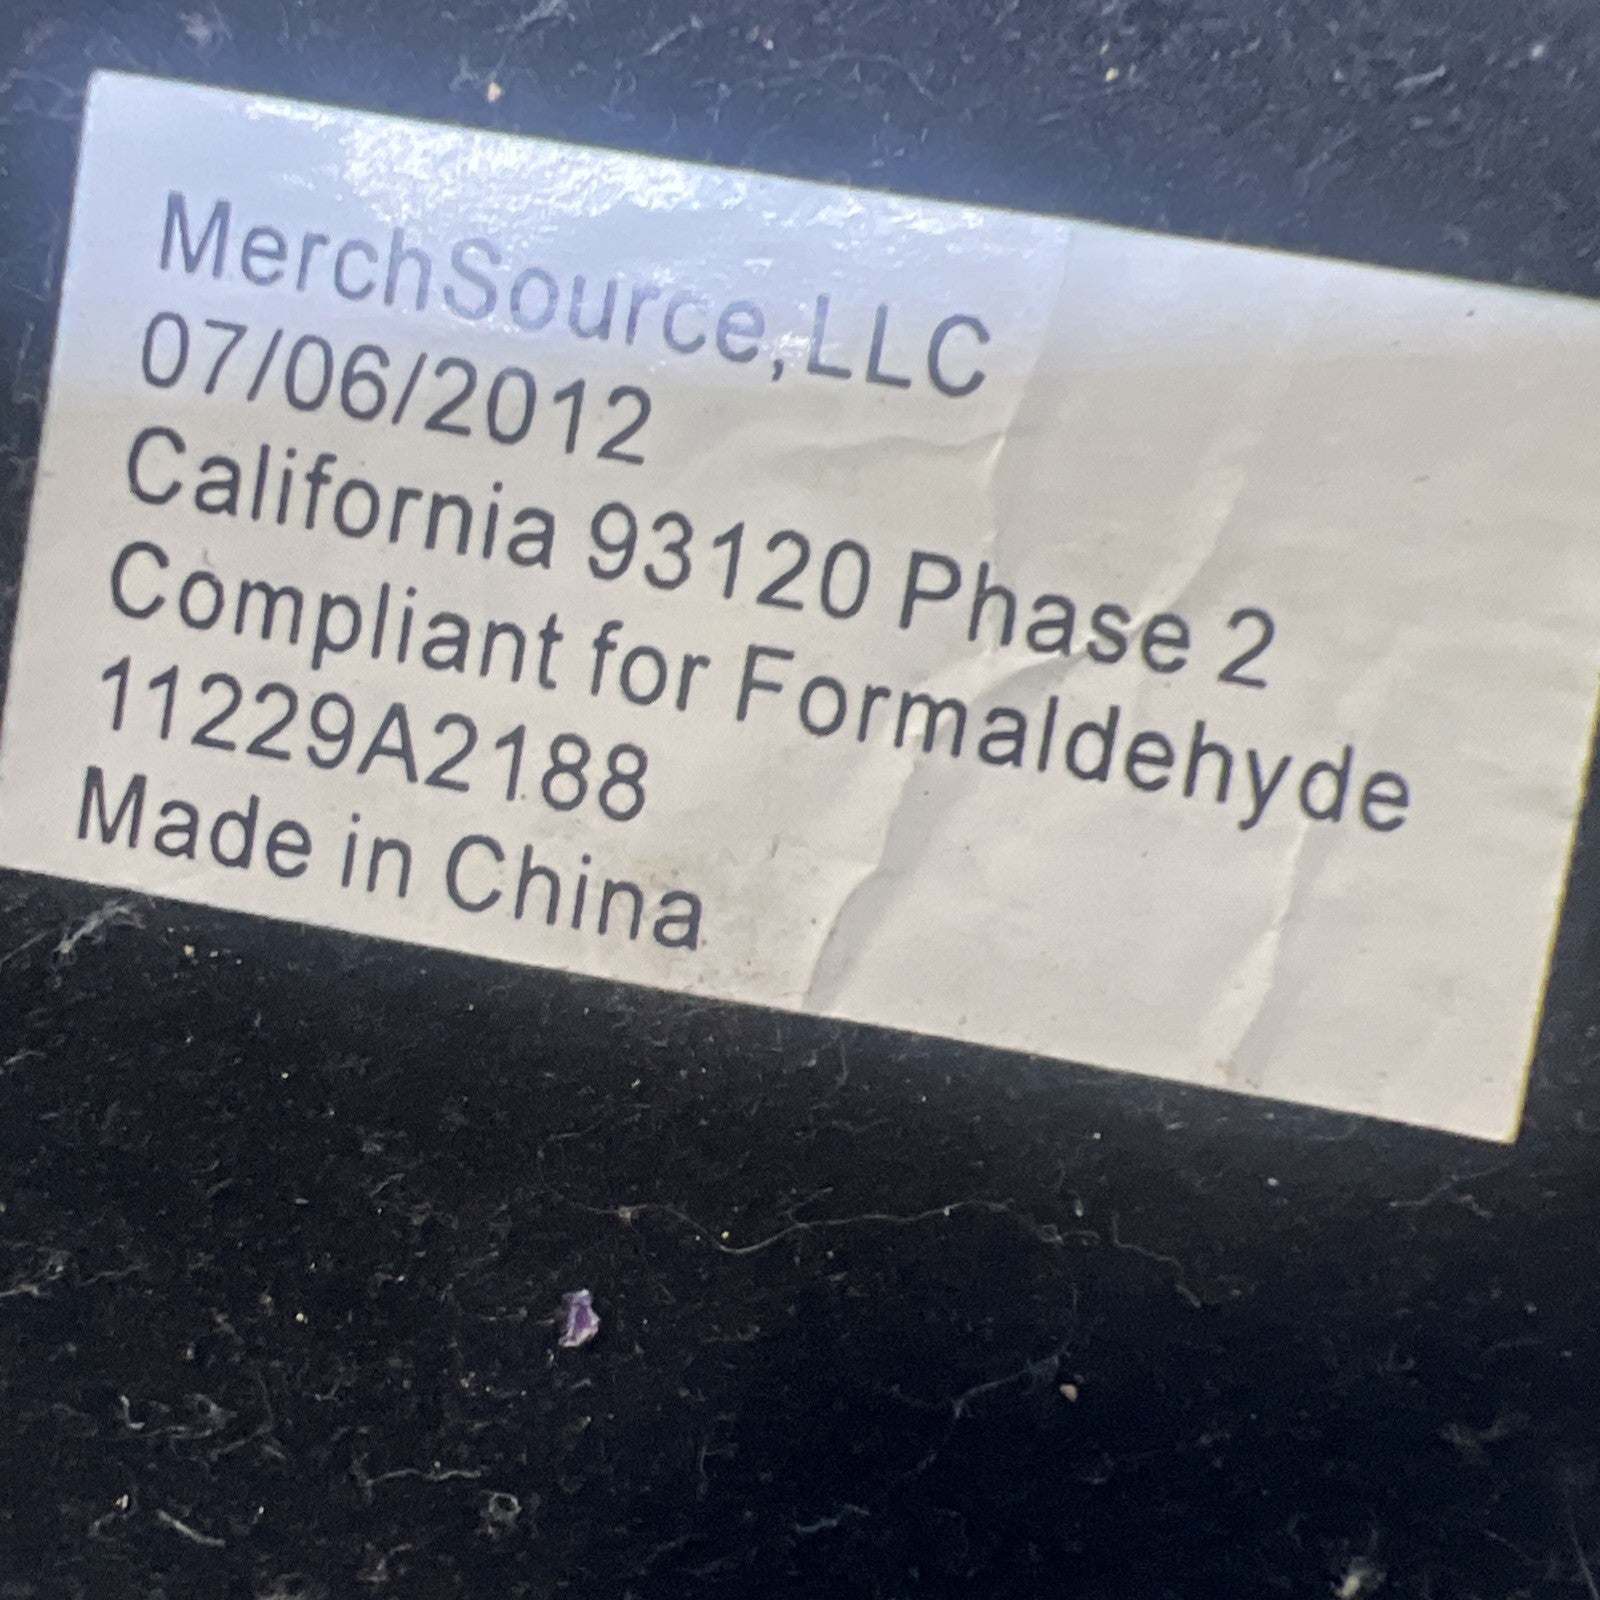 MerchSource,LLC
07/06/2012
California 93120 Phase 2
Compliant for Formaldehyde
11229A2188
Made in China